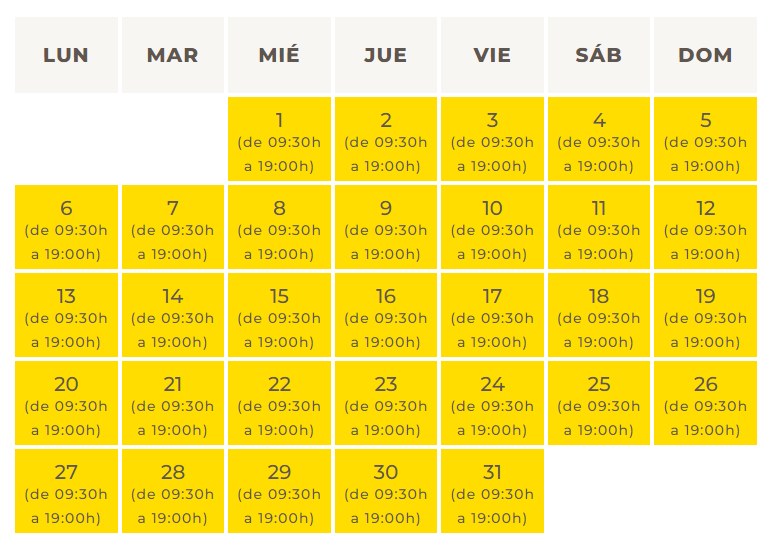 LUN MAR MIÉ JUE VIE SÁB DOM
1 2 3 4 5
(de 09:30h (de 09:30h (de 09:30h (de 09:30h (de 09:30h
a 19:00h) a 19:00h) a 19:00h) a 19:00h) a 19:00h)
6 7 8 9 10 11 12
(de 09:30h (de 09:30h (de 09:30h (de 09:30h (de 09:30h (de 09:30h (de 09:30h
a 19:00h) a 19:00h) a 19:00h) a 19:00h) a 19:00h) a 19:00h) a 19:00h)
13 14 15 16 17 18 19
(de 09:30h (de 09:30h (de 09:30h (de 09:30h (de 09:30h (de 09:30h (de 09:30h
a 19:00h) a 19:00h) a 19:00h) a 19:00h) a 19:00h) a 19:00h) a 19:00h)
20 21 22 23 24 25 26
(de 09:30h (de 09:30h (de 09:30h (de 09:30h (de 09:30h (de 09:30h (de 09:30h
a 19:00h) a 19:00h) a 19:00h) a 19:00h) a 19:00h) a 19:00h) a 19:00h)
27 28 29 30 31
(de 09:30h (de 09:30h (de 09:30h (de 09:30h (de 09:30h
a 19:00h) a 19:00h) a 19:00h) a 19:00h) a 19:00h)